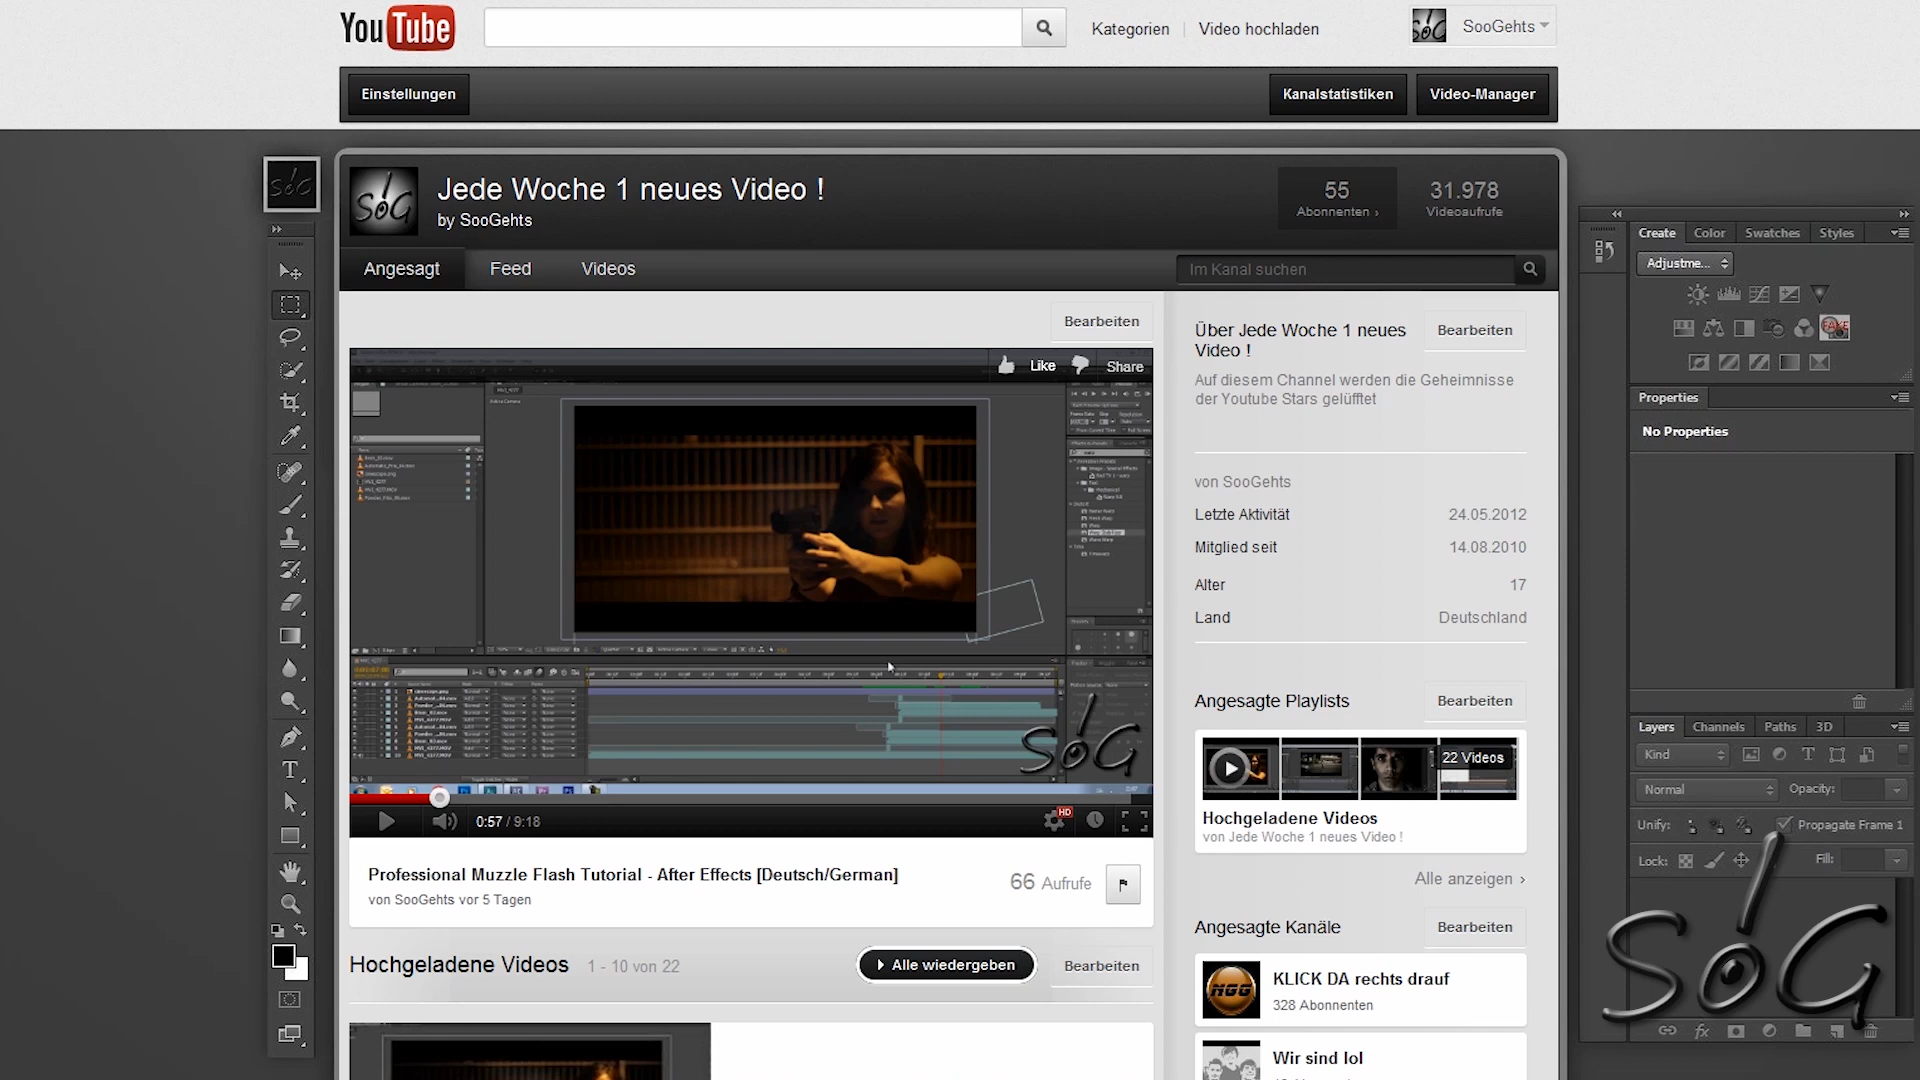 YouTube
Kategorien
Video hochladen
SooGehts
Einstellungen
Kanalstatistiken
Video-Manager
SoG
Jede Woche 1 neues Video !
by SooGehts
55
Abonnenten ›
31.978
Videoaufrufe
Angesagt
Feed
Videos
Im Kanal suchen
Bearbeiten
Like
Share
0:57 / 9:18
HD
Professional Muzzle Flash Tutorial - After Effects [Deutsch/German]
von SooGehts vor 5 Tagen
66 Aufrufe
Hochgeladene Videos
1 - 10 von 22
Alle wiedergeben
Bearbeiten
Über Jede Woche 1 neues
Video !
Bearbeiten
Auf diesem Channel werden die Geheimnisse
der Youtube Stars gelüfftet
von SooGehts
Letzte Aktivität 24.05.2012
Mitglied seit 14.08.2010
Alter 17
Land Deutschland
Angesagte Playlists
Bearbeiten
22 Videos
Hochgeladene Videos
von Jede Woche 1 neues Video !
Alle anzeigen ›
Angesagte Kanäle
Bearbeiten
NGG
KLICK DA rechts drauf
328 Abonnenten
Wir sind lol
Create
Color
Swatches
Styles
Adjustme...
FAKE
Properties
No Properties
Layers
Channels
Paths
3D
Kind
Normal
Opacity:
Unify:
Propagate Frame 1
Lock:
Fill:
S!oG